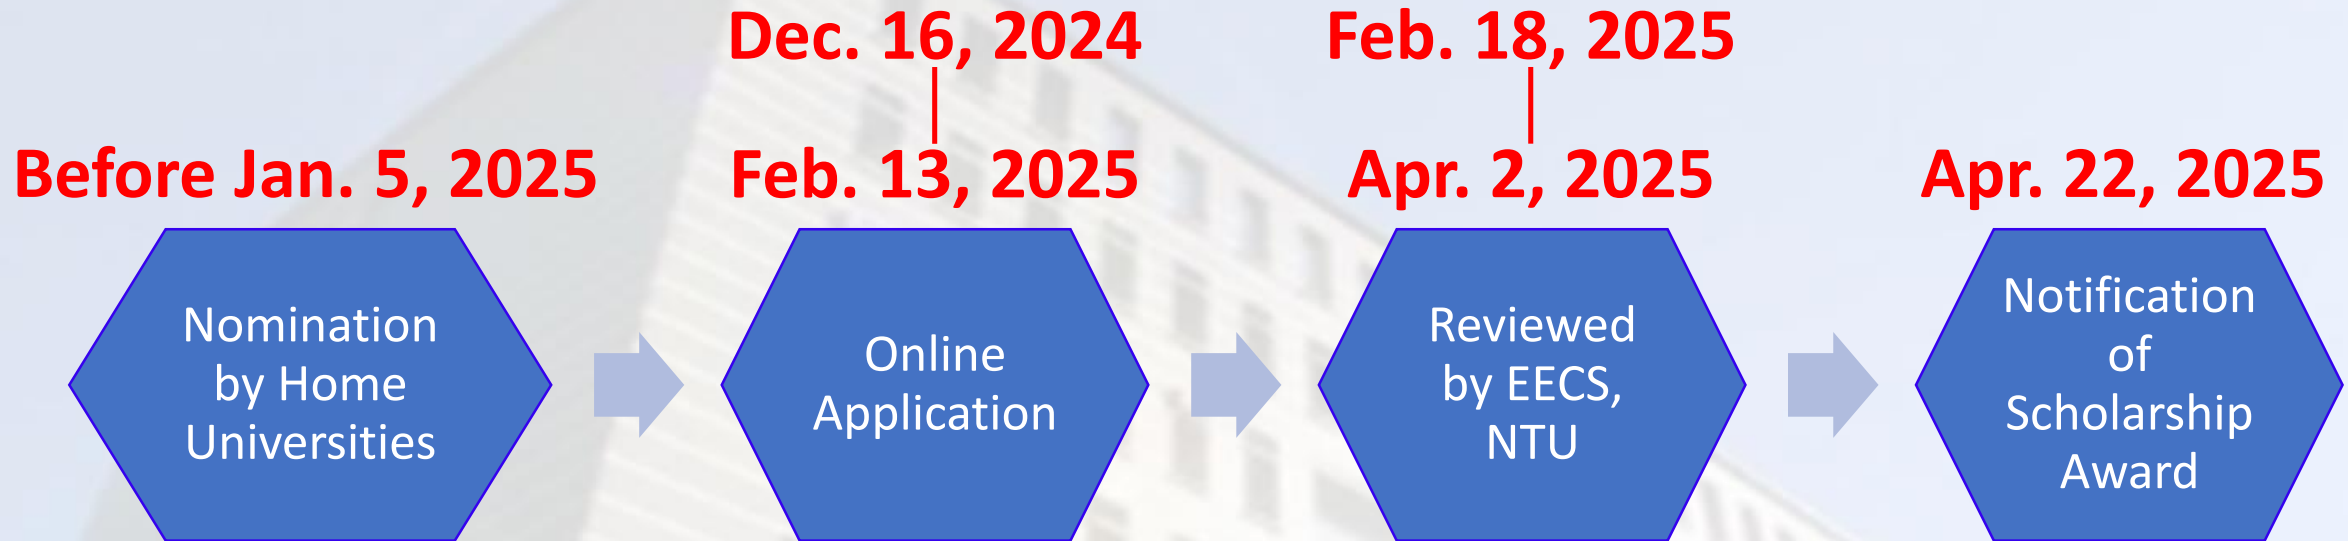 Before Jan. 5, 2025
Nomination
by Home
Universities
Dec. 16, 2024
Feb. 13, 2025
Online
Application
Feb. 18, 2025
Apr. 2, 2025
Reviewed
by EECS,
NTU
Apr. 22, 2025
Notification
of
Scholarship
Award